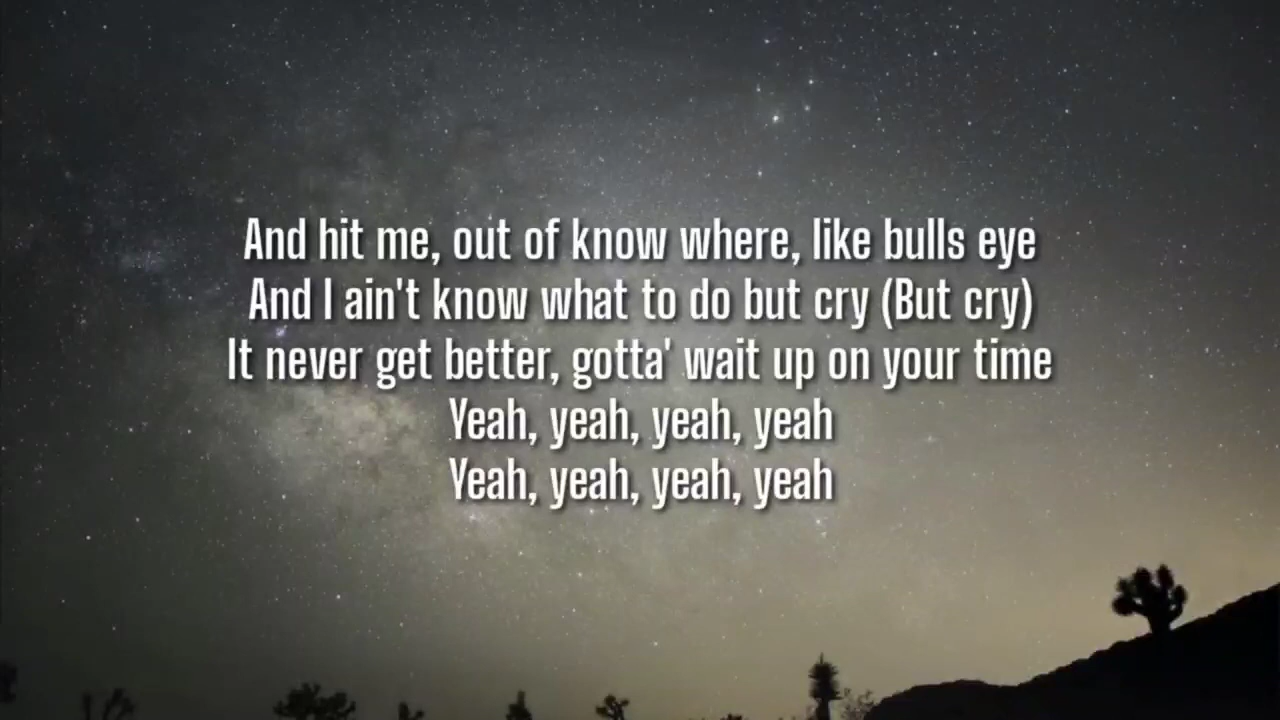 And hit me, out of know where, like bulls eye
And I ain't know what to do but cry (But cry)
It never get better, gotta' wait up on your time
Yeah, yeah, yeah, yeah
Yeah, yeah, yeah, yeah